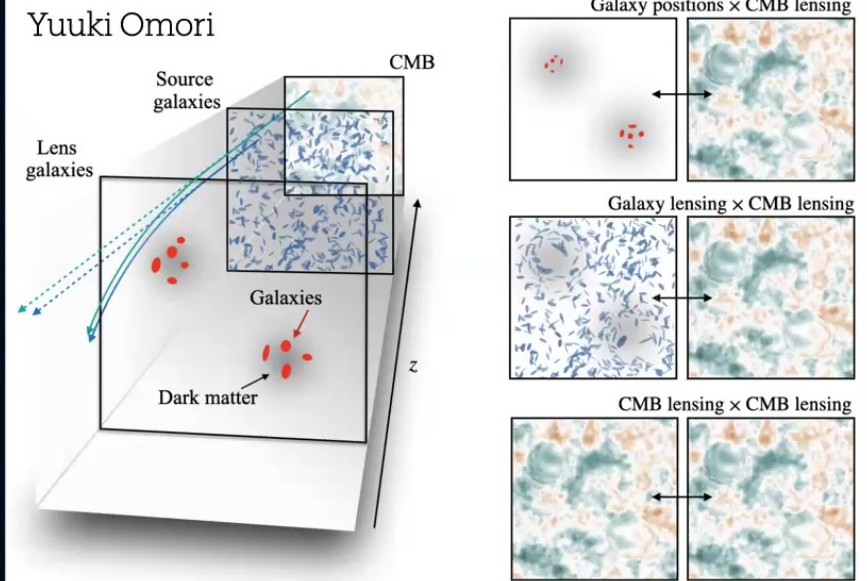 Yuuki Omori
CMB
Source
galaxies
Lens
galaxies
Galaxies
Dark matter
z
Galaxy positions × CMB lensing
Galaxy lensing × CMB lensing
CMB lensing × CMB lensing